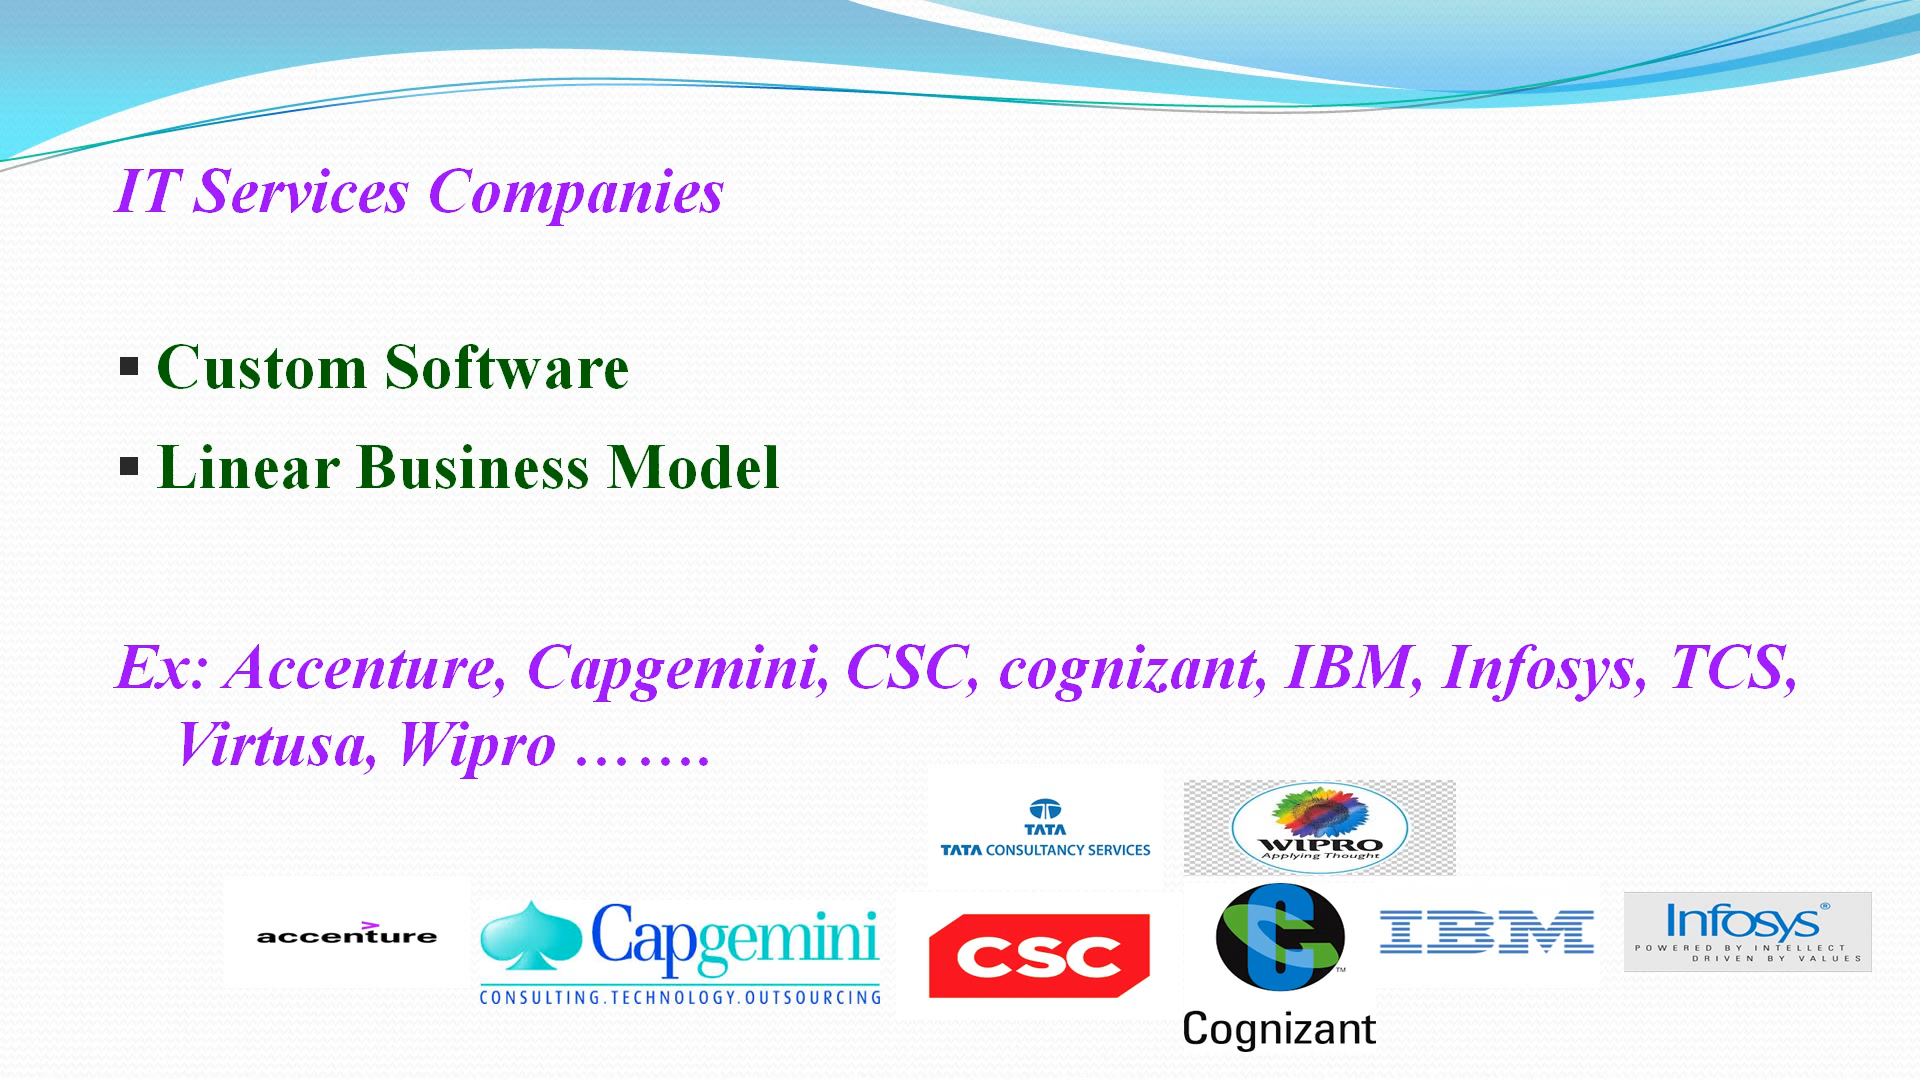 IT Services Companies
▪ Custom Software
▪ Linear Business Model
Ex: Accenture, Capgemini, CSC, cognizant, IBM, Infosys, TCS,
Virtusa, Wipro …….
TATA
TATA CONSULTANCY SERVICES
WIPRO
Applying Thought
accenture
Capgemini
CONSULTING.TECHNOLOGY.OUTSOURCING
CSC
TM
Cognizant
IBM
Infosys®
POWERED BY INTELLECT
DRIVEN BY VALUES